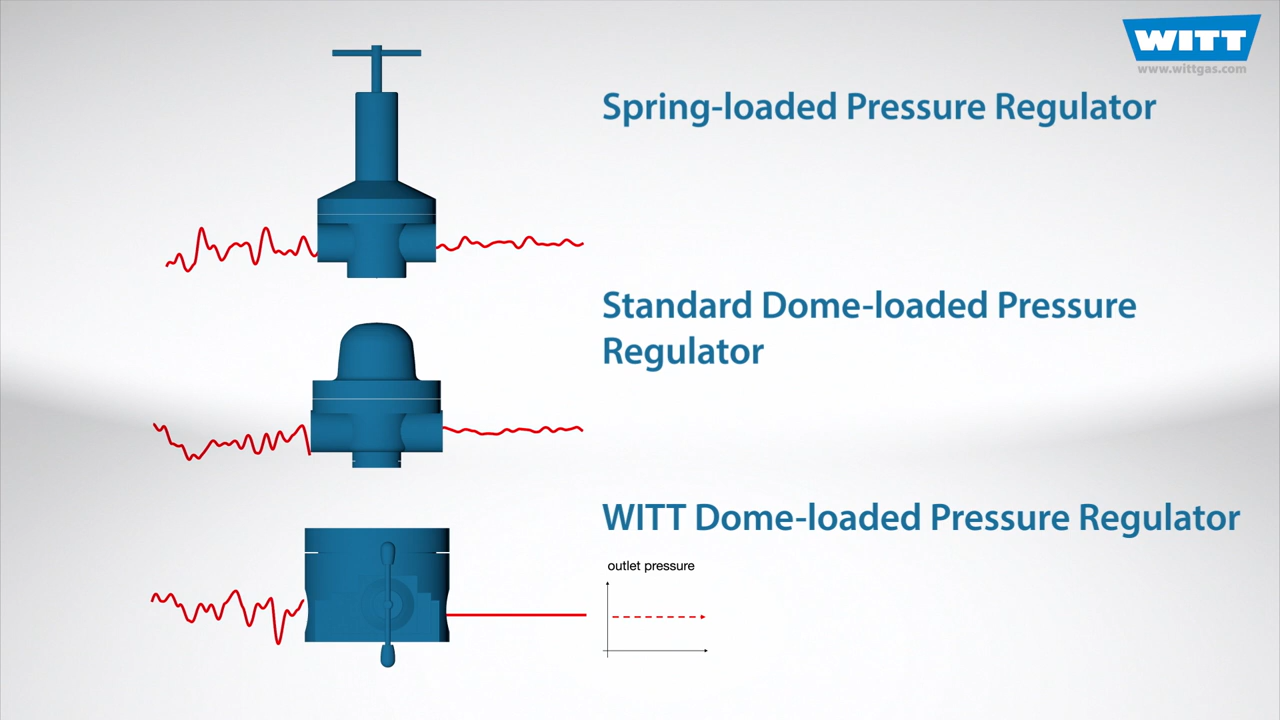 WITT
www.wittgas.com
Spring-loaded Pressure Regulator
Standard Dome-loaded Pressure
Regulator
WITT Dome-loaded Pressure Regulator
outlet pressure